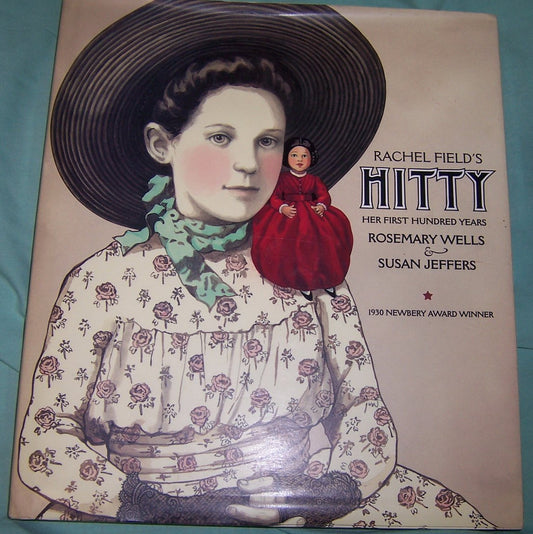 RACHEL FIELD'S
HITTY
HER FIRST HUNDRED YEARS
ROSEMARY WELLS
&
SUSAN JEFFERS
1930 NEWBERY AWARD WINNER